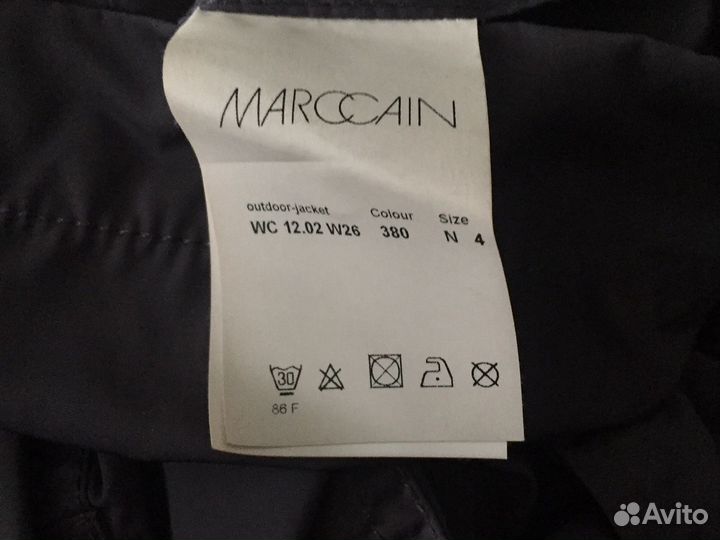 MARCCAIN
outdoor-jacket Colour Size
WC 12.02 W26 380 N 4
30
86 F
Avito